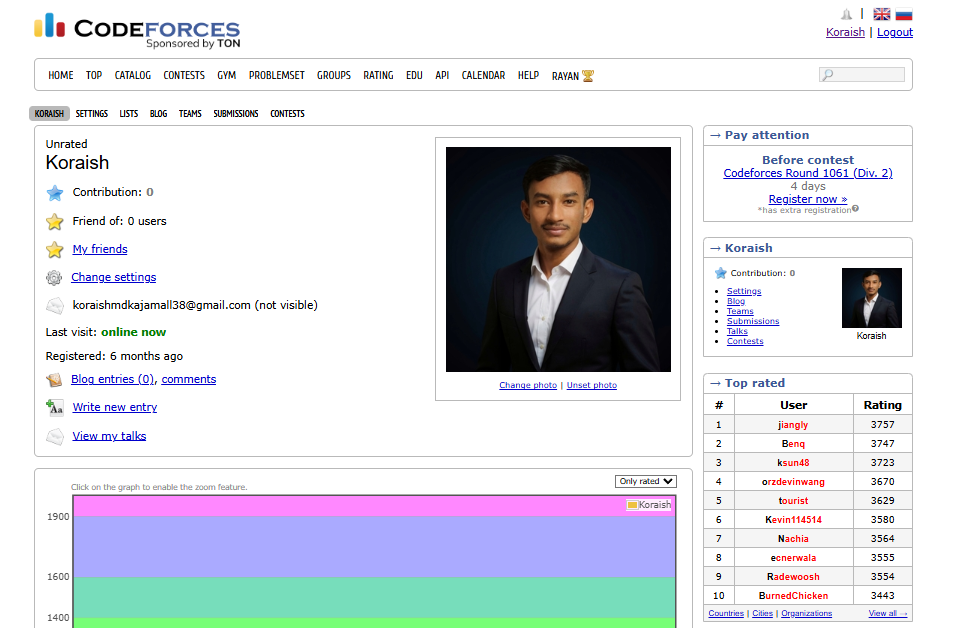 CODEFORCES
Sponsored by TON
Koraish | Logout
HOME TOP CATALOG CONTESTS GYM PROBLEMSET GROUPS RATING EDU API CALENDAR HELP RAYAN
KORAISH SETTINGS LISTS BLOG TEAMS SUBMISSIONS CONTESTS
Unrated
Koraish
Contribution: 0
Friend of: 0 users
My friends
Change settings
koraishmdkajamall38@gmail.com (not visible)
Last visit: online now
Registered: 6 months ago
Blog entries (0), comments
Write new entry
View my talks
Change photo | Unset photo
Click on the graph to enable the zoom feature.
Only rated
Koraish
1900
1600
1400
→ Pay attention
Before contest
Codeforces Round 1061 (Div. 2)
4 days
Register now »
*has extra registration?
→ Koraish
Contribution: 0
Settings
Blog
Teams
Submissions
Talks
Contests
Koraish
→ Top rated
# User Rating
1 jiangly 3757
2 Benq 3747
3 ksun48 3723
4 orzdevinwang 3670
5 tourist 3629
6 Kevin114514 3580
7 Nachia 3564
8 ecnerwala 3555
9 Radewoosh 3554
10 BurnedChicken 3443
Countries | Cities | Organizations View all →